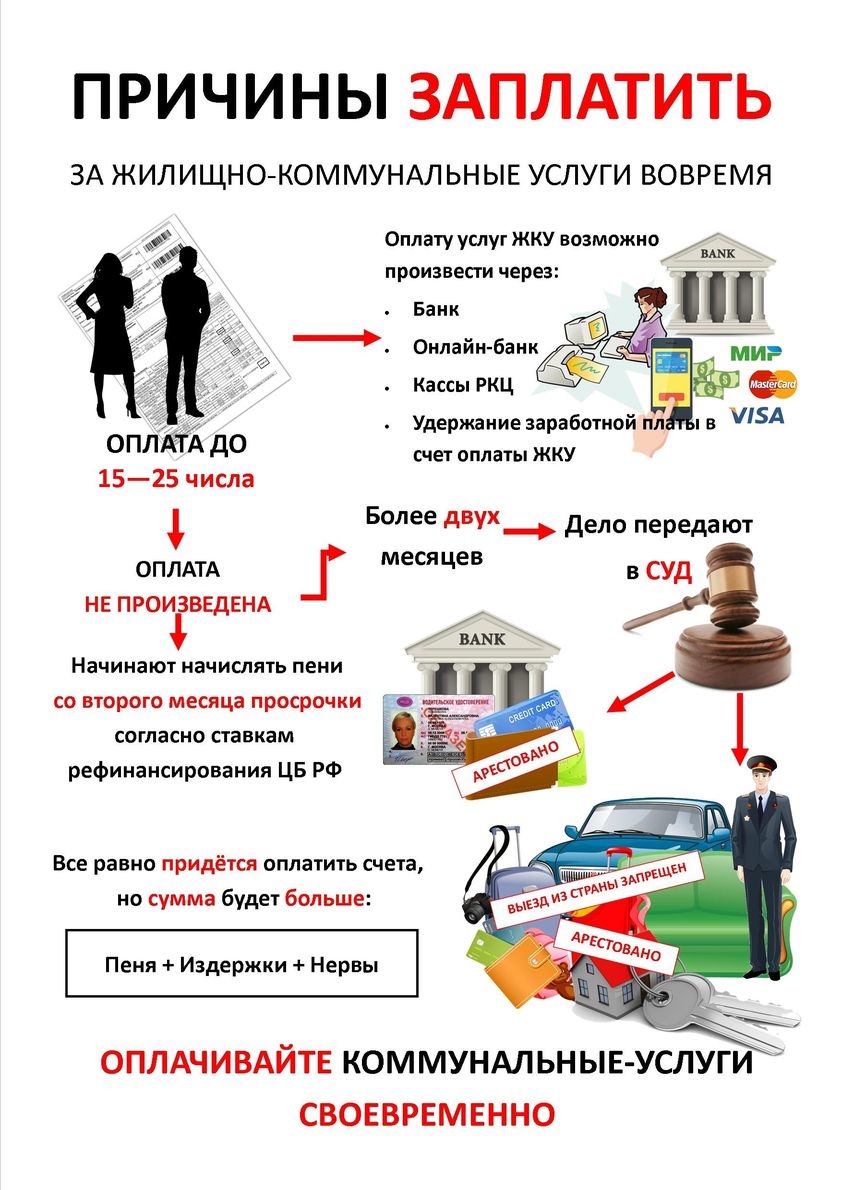 ПРИЧИНЫ ЗАПЛАТИТЬ
ЗА ЖИЛИЩНО-КОММУНАЛЬНЫЕ УСЛУГИ ВОВРЕМЯ
Оплату услуг ЖКУ возможно
произвести через:
Банк
Онлайн-банк
Кассы РКЦ
Удержание заработной платы в
счет оплаты ЖКУ
BANK
МИР
MasterCard
VISA
ОПЛАТА ДО
15—25 числа
ОПЛАТА
НЕ ПРОИЗВЕДЕНА
Более двух
месяцев
Дело передают
в СУД
Начинают начислять пени
со второго месяца просрочки
согласно ставкам
рефинансирования ЦБ РФ
BANK
ВОДИТЕЛЬСКОЕ УДОСТОВЕРЕНИЕ
CREDIT CARD
АРЕСТОВАНО
Все равно придётся оплатить счета,
но сумма будет больше:
Пеня + Издержки + Нервы
ВЫЕЗД ИЗ СТРАНЫ ЗАПРЕЩЕН
АРЕСТОВАНО
ОПЛАЧИВАЙТЕ КОММУНАЛЬНЫЕ-УСЛУГИ
СВОЕВРЕМЕННО